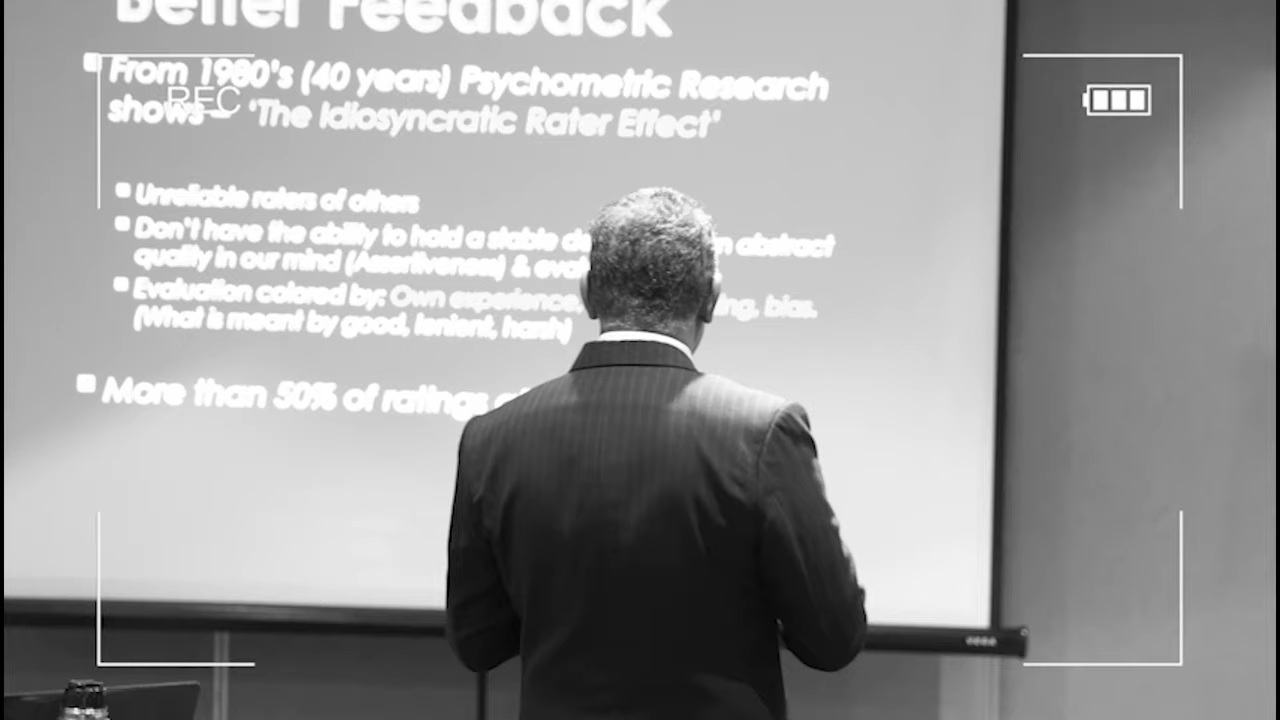 Better Feedback
From 1980's (40 years) Psychometric Research
REC
shows – 'The Idiosyncratic Rater Effect'
Unreliable raters of others
Don't have the ability to hold a stable abstract
quality in our mind (Assertiveness) &
Evaluation colored by: Own experience, bias.
(What is meant by good, lenient, harsh)
More than 50% of ratings